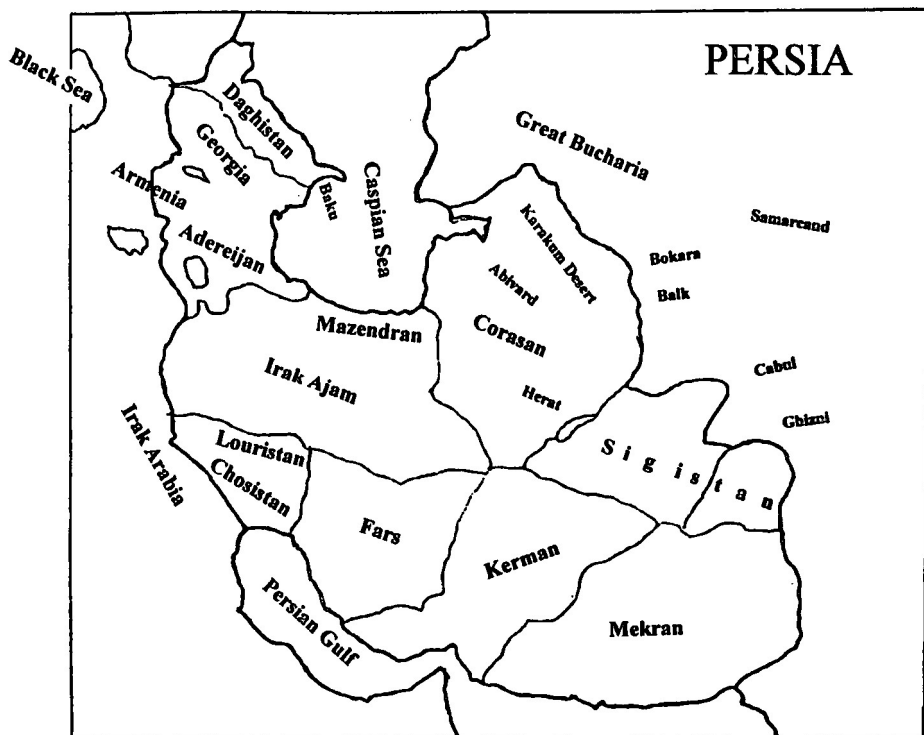 PERSIA
Black Sea
Daghistan
Georgia
Great Bucharia
Armenia
Baku
Caspian Sea
Karakum Desert
Samarcand
Adereijan
Bokara
Abivard
Balk
Mazendran
Corasan
Irak Ajam
Cabul
Herat
Ghizni
Irak Arabia
Louristan
Sigistan
Chosistan
Fars
Kerman
Persian Gulf
Mekran